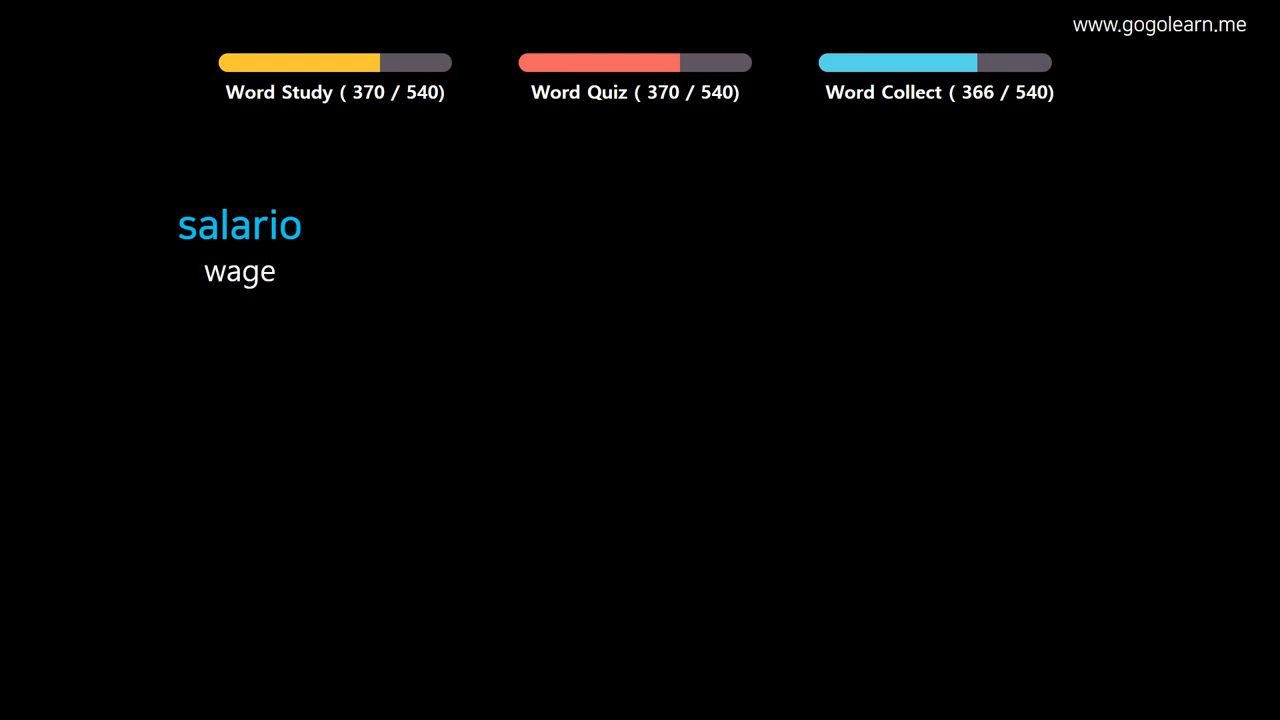 www.gogolearn.me
Word Study ( 370 / 540)
Word Quiz ( 370 / 540)
Word Collect ( 366 / 540)
salario
wage